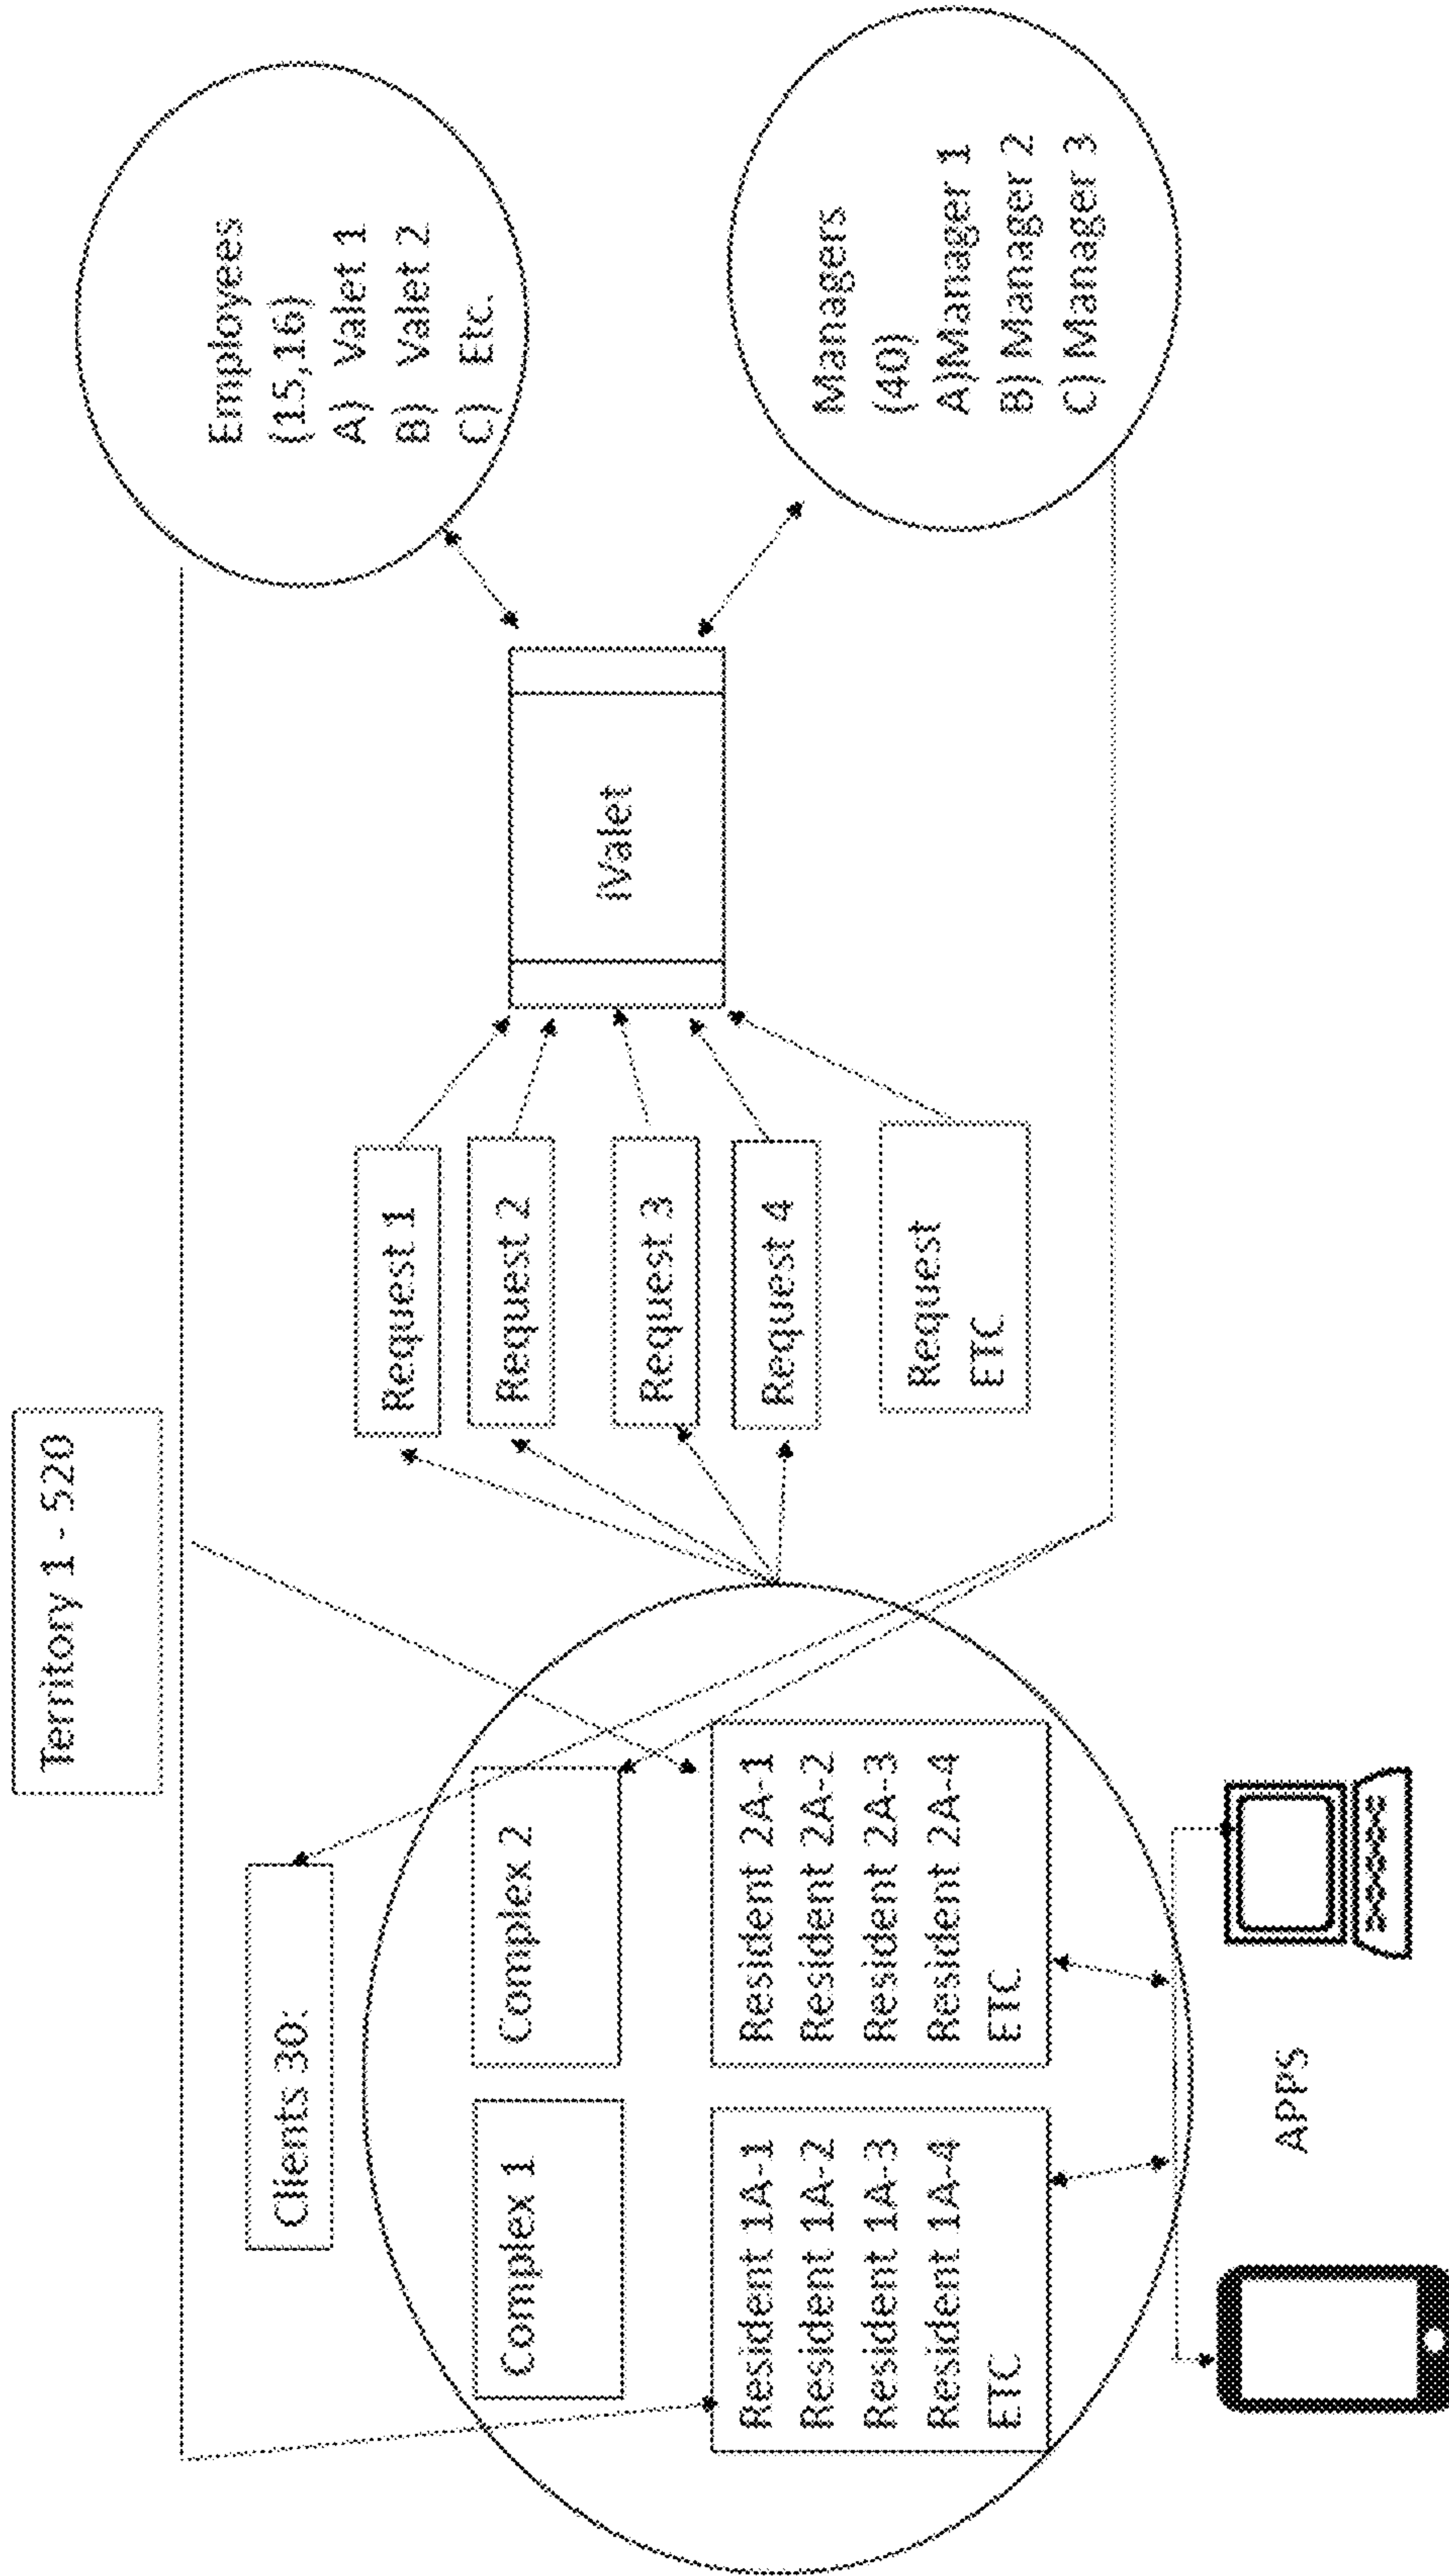 Territory 1 - 520
Clients 30:
Complex 1
Complex 2
Resident 1A-1
Resident 1A-2
Resident 1A-3
Resident 1A-4
ETC
Resident 2A-1
Resident 2A-2
Resident 2A-3
Resident 2A-4
ETC
APPS
Request 1
Request 2
Request 3
Request 4
Request
ETC
iValet
Employees
(15,16)
A) Valet 1
B) Valet 2
C) Etc.
Managers
(40)
A)Manager 1
B) Manager 2
C) Manager 3